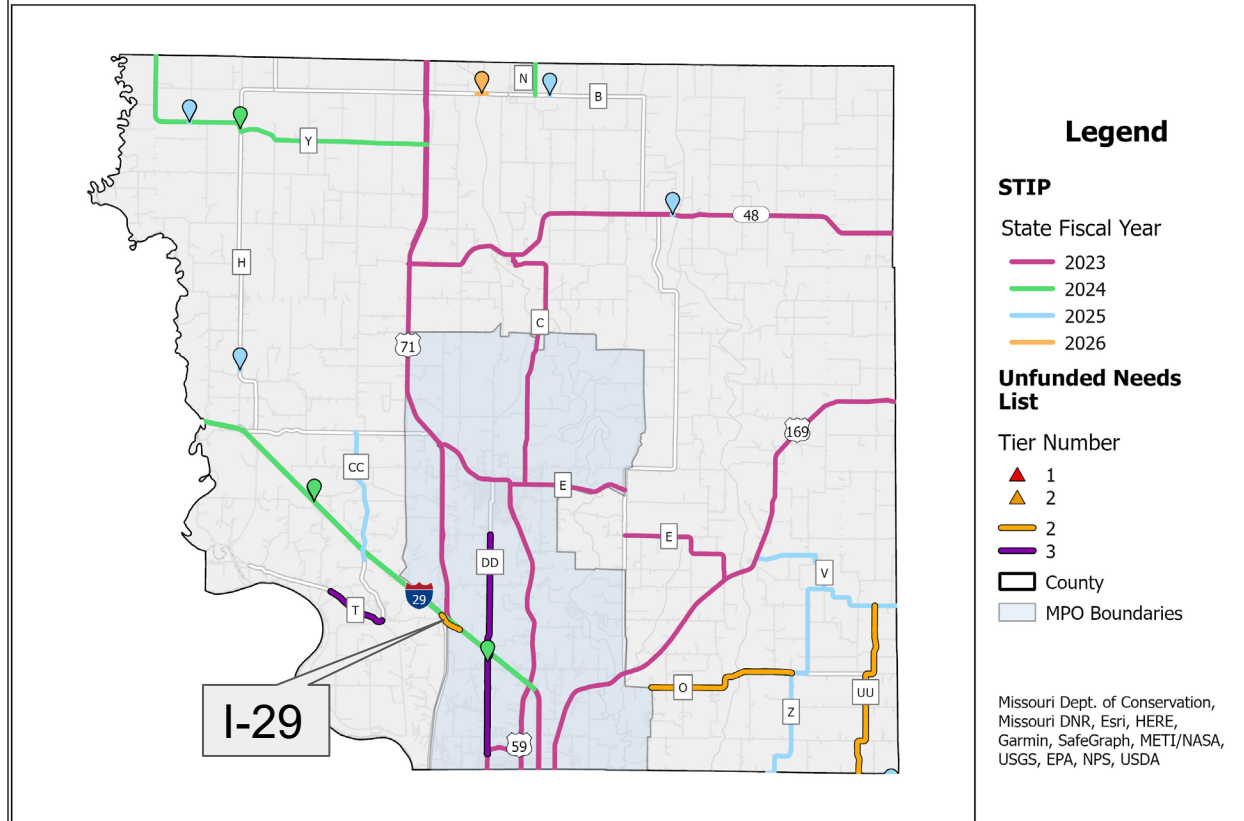 N
B
Y
48
H
C
71
169
CC
E
E
DD
V
29
T
O
UU
Z
I-29
59
Legend
STIP
State Fiscal Year
2023
2024
2025
2026
Unfunded Needs
List
Tier Number
1
2
2
3
County
MPO Boundaries
Missouri Dept. of Conservation,
Missouri DNR, Esri, HERE,
Garmin, SafeGraph, METI/NASA,
USGS, EPA, NPS, USDA